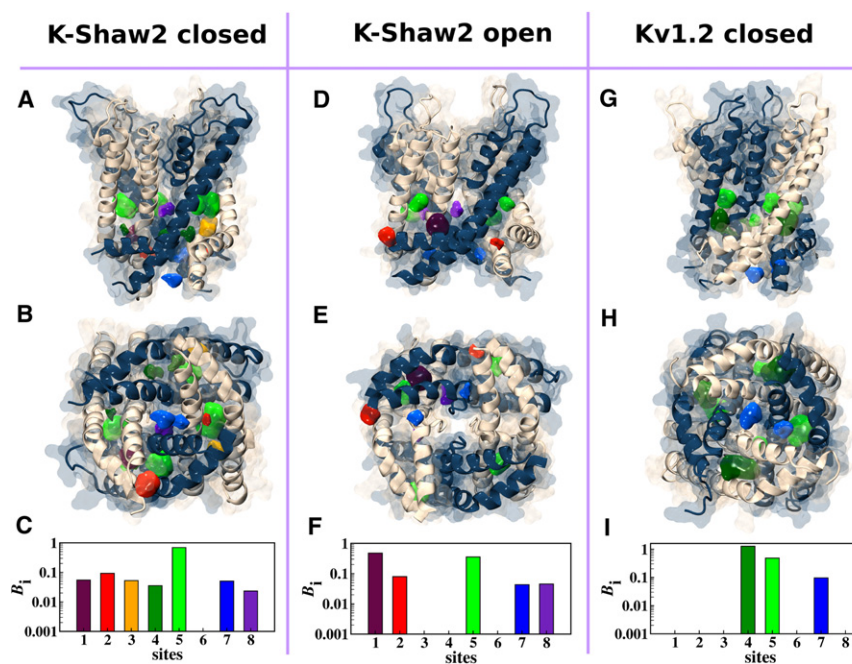 K-Shaw2 closed K-Shaw2 open Kv1.2 closed
A D G
B E H
C F I
1 1 1
0.1 0.1 0.1
Bi Bi Bi
0.01 0.01 0.01
0.001 0.001 0.001
1 2 3 4 5 6 7 8 1 2 3 4 5 6 7 8 1 2 3 4 5 6 7 8
sites sites sites